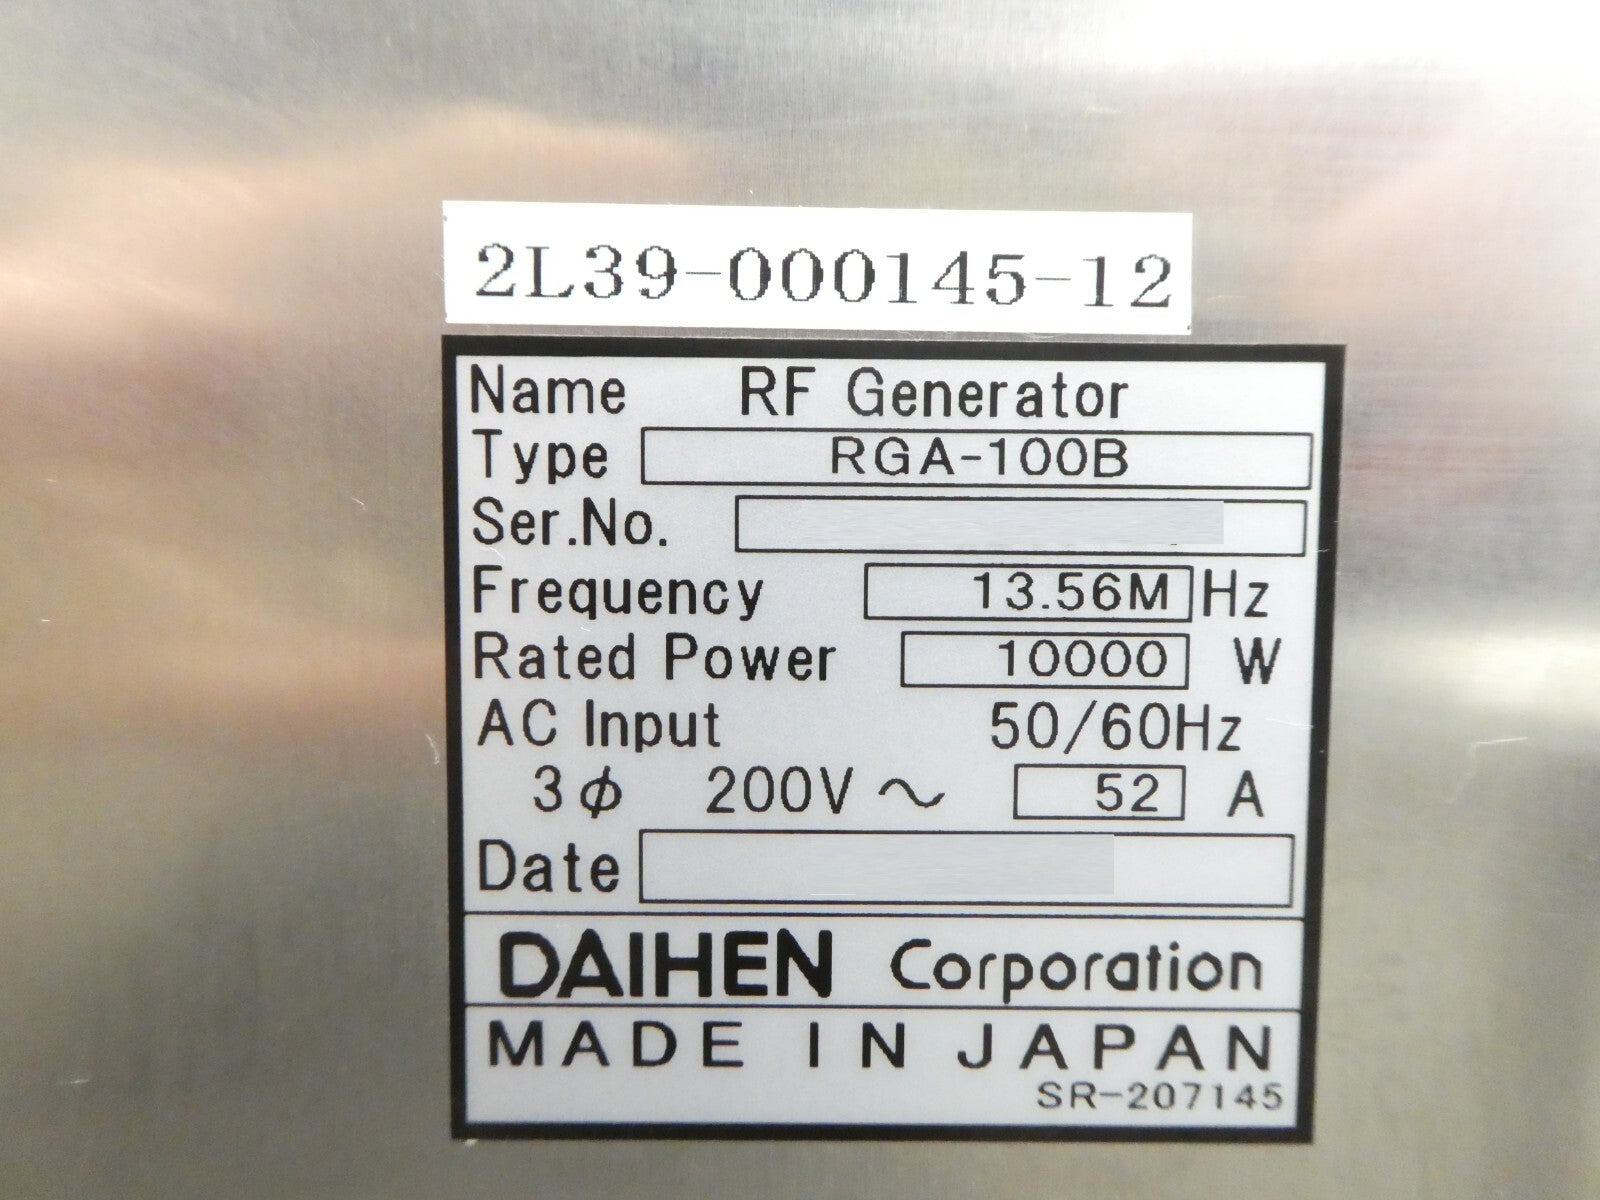 2L39-000145-12
Name RF Generator
Type RGA-100B
Ser.No.
Frequency 13.56M Hz
Rated Power 10000 W
AC Input 50/60Hz
3ϕ 200V ～ 52 A
Date
DAIHEN Corporation
MADE IN JAPAN
SR-207145